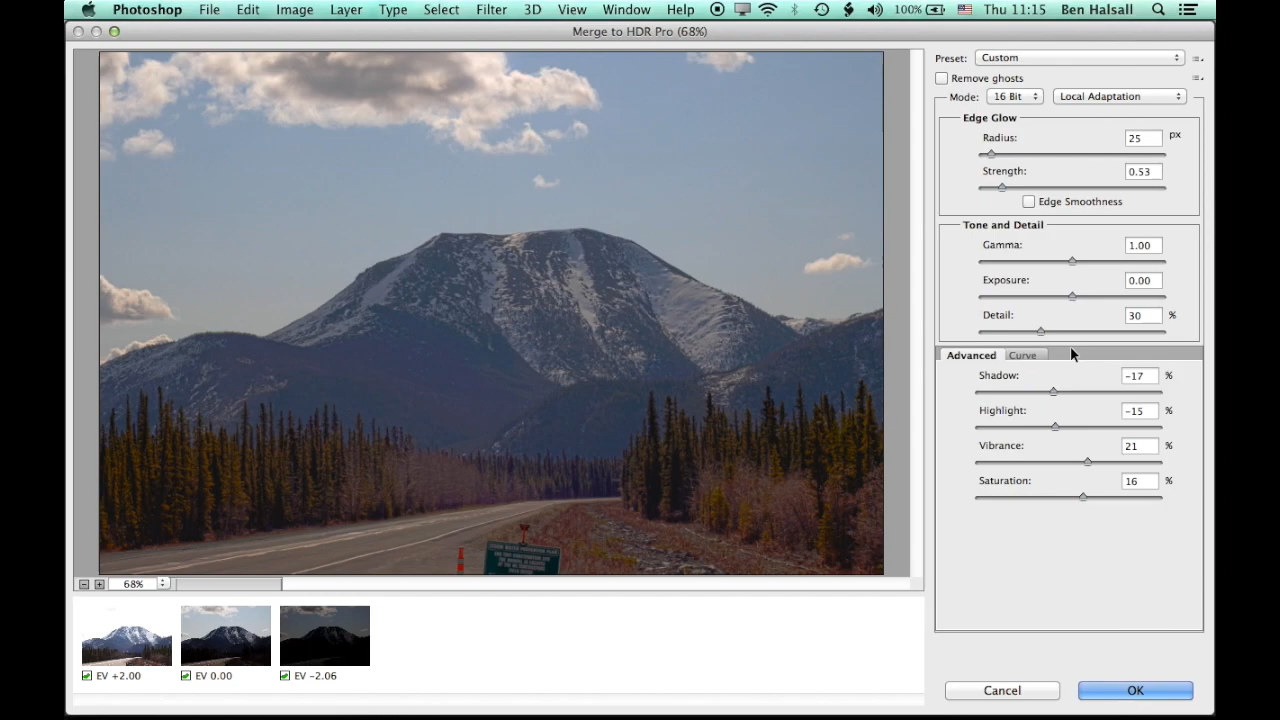 Photoshop File Edit Image Layer Type Select Filter 3D View Window Help 100% Thu 11:15 Ben Halsall
Merge to HDR Pro (68%)
Preset: Custom
Remove ghosts
Mode: 16 Bit Local Adaptation
Edge Glow
Radius: 25 px
Strength: 0.53
Edge Smoothness
Tone and Detail
Gamma: 1.00
Exposure: 0.00
Detail: 30 %
Advanced Curve
Shadow: -17 %
Highlight: -15 %
Vibrance: 21 %
Saturation: 16 %
68%
EV +2.00 EV 0.00 EV -2.06
Cancel OK